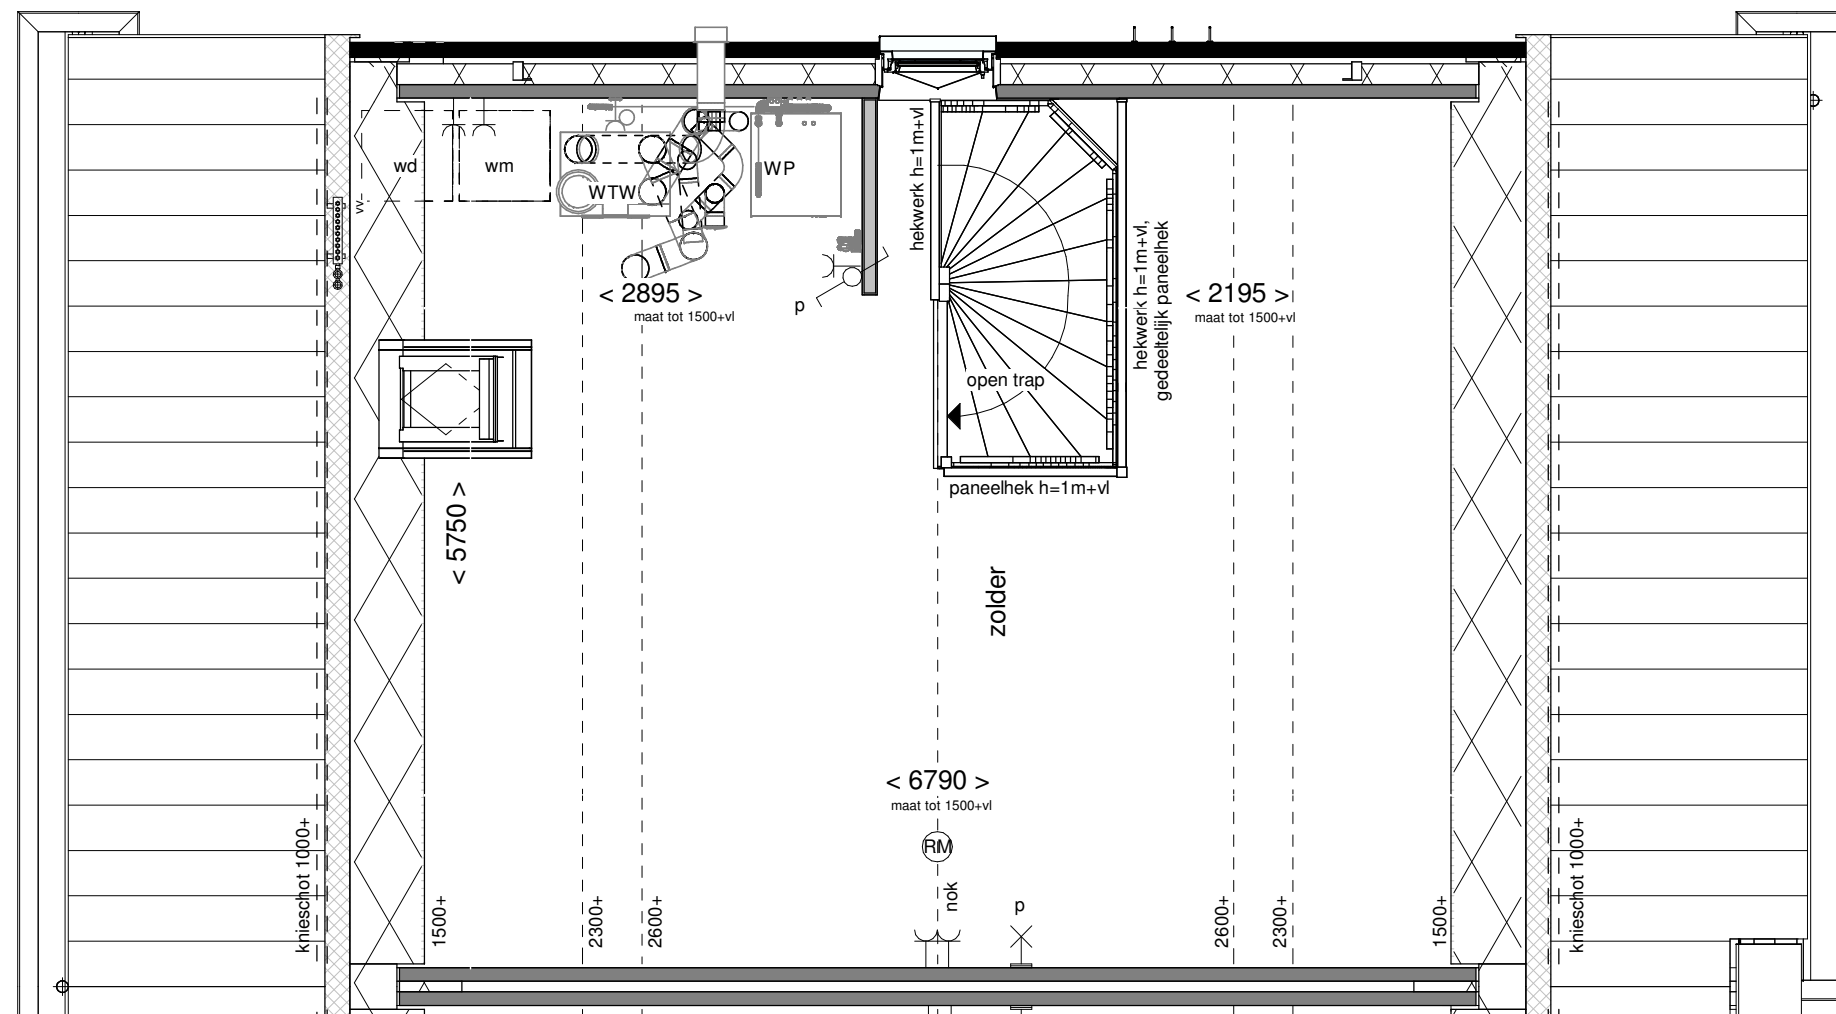 wd
wm
WTW
WP
vv
hekwerk h=1m+vl
hekwerk h=1m+vl,
gedeeltelijk paneelhek
< 2895 >
maat tot 1500+vl
p
< 2195 >
maat tot 1500+vl
open trap
paneelhek h=1m+vl
< 5750 >
zolder
< 6790 >
maat tot 1500+vl
RM
nok
p
knieschot 1000+
1500+
2300+
2600+
2600+
2300+
1500+
knieschot 1000+